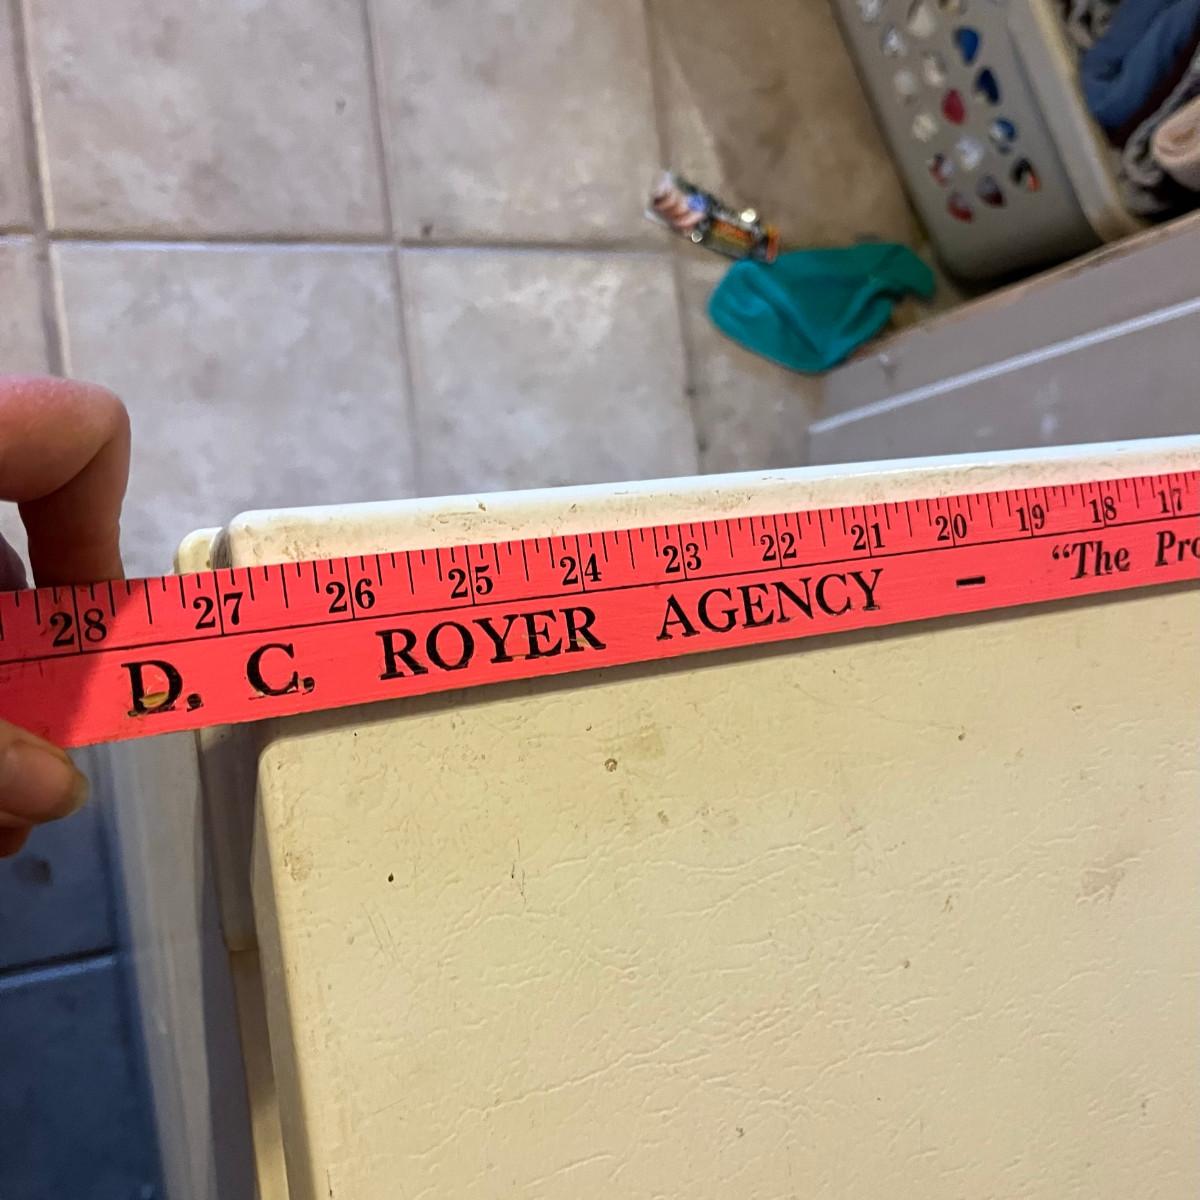 28 27 26 25 24 23 22 21 20 19 18 17
D. C. ROYER AGENCY - “The Pro